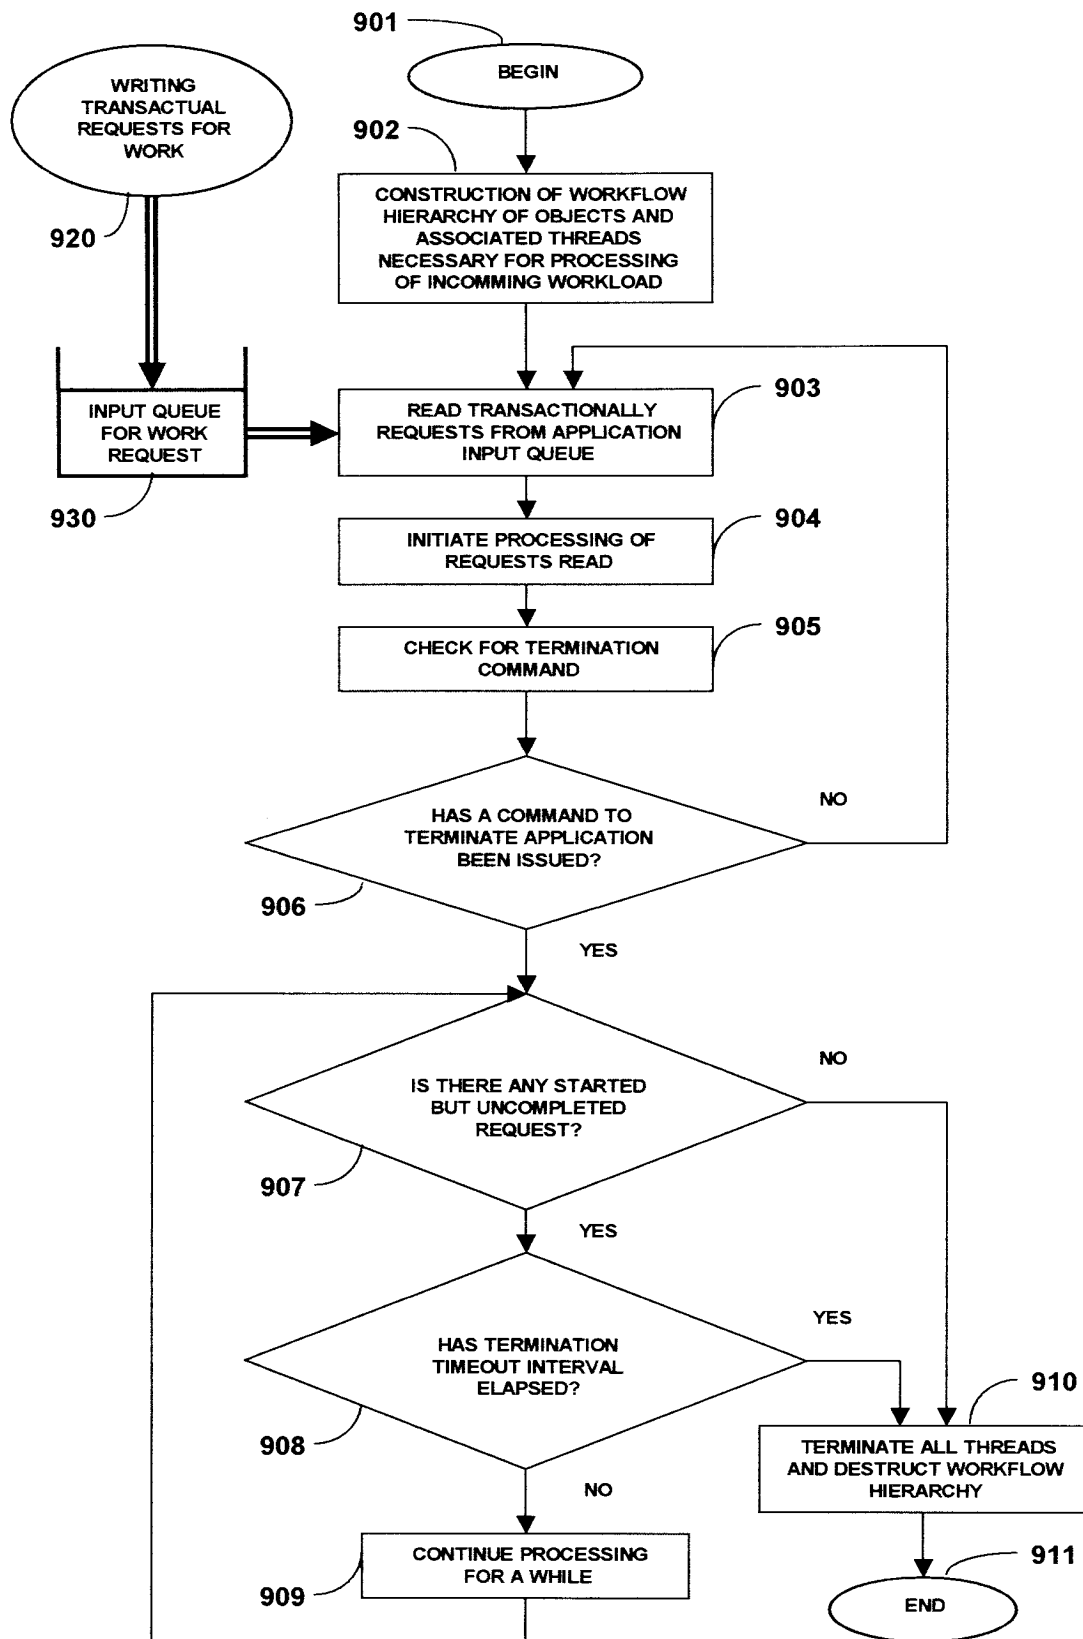 901
BEGIN
WRITING
TRANSACTUAL
REQUESTS FOR
WORK
920
902
CONSTRUCTION OF WORKFLOW
HIERARCHY OF OBJECTS AND
ASSOCIATED THREADS
NECESSARY FOR PROCESSING
OF INCOMMING WORKLOAD
INPUT QUEUE
FOR WORK
REQUEST
930
903
READ TRANSACTIONALLY
REQUESTS FROM APPLICATION
INPUT QUEUE
904
INITIATE PROCESSING OF
REQUESTS READ
905
CHECK FOR TERMINATION
COMMAND
HAS A COMMAND TO
TERMINATE APPLICATION
BEEN ISSUED?
NO
906
YES
IS THERE ANY STARTED
BUT UNCOMPLETED
REQUEST?
NO
907
YES
HAS TERMINATION
TIMEOUT INTERVAL
ELAPSED?
YES
908
NO
910
TERMINATE ALL THREADS
AND DESTRUCT WORKFLOW
HIERARCHY
CONTINUE PROCESSING
FOR A WHILE
909
911
END